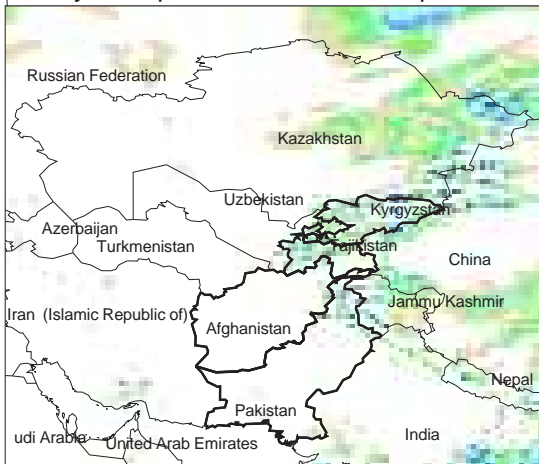 Russian Federation
Kazakhstan
Uzbekistan
Kyrgyzstan
Azerbaijan
Turkmenistan
Tajikistan
China
Iran (Islamic Republic of)
Jammu Kashmir
Afghanistan
Nepal
Pakistan
udi Arabia
United Arab Emirates
India